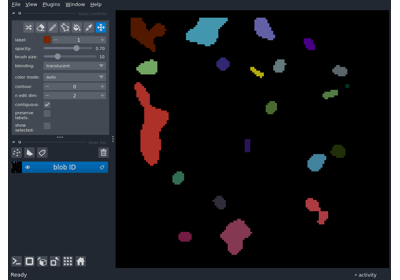 File View Plugins Window Help
label: 1
opacity: 0.70
brush size: 10
blending: translucent
color mode: auto
contour: 0
n edit dim: 2
contiguous:
preserve
labels:
show
selected:
blob ID
Ready
activity